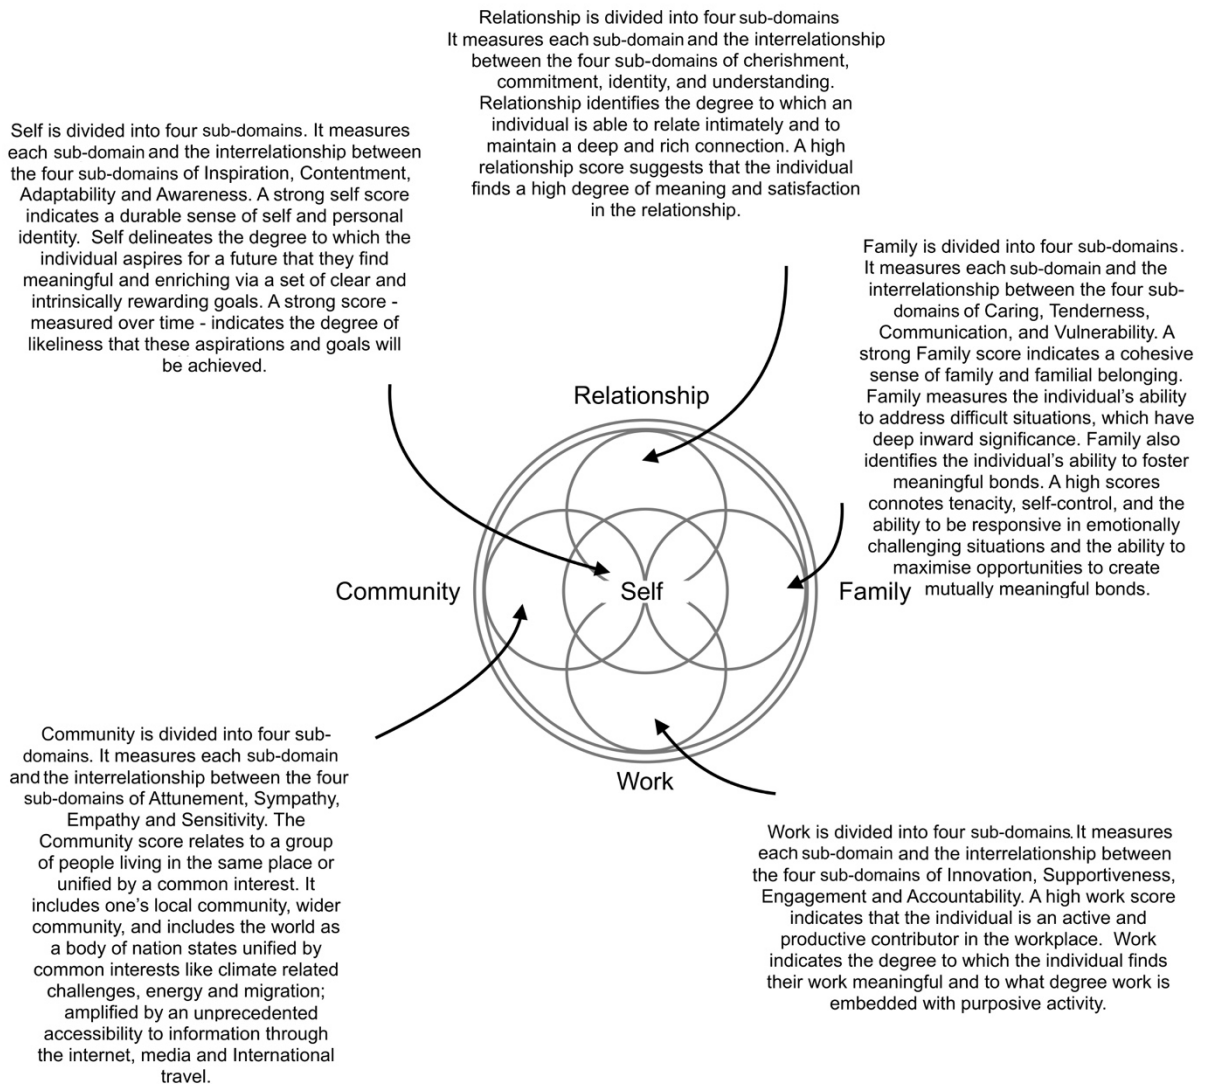 Relationship is divided into four sub-domains
It measures each sub-domain and the interrelationship
between the four sub-domains of cherishment,
commitment, identity, and understanding.
Relationship identifies the degree to which an
individual is able to relate intimately and to
maintain a deep and rich connection. A high
relationship score suggests that the individual
finds a high degree of meaning and satisfaction
in the relationship.
Self is divided into four sub-domains. It measures
each sub-domain and the interrelationship between
the four sub-domains of Inspiration, Contentment,
Adaptability and Awareness. A strong self score
indicates a durable sense of self and personal
identity.  Self delineates the degree to which the
individual aspires for a future that they find
meaningful and enriching via a set of clear and
intrinsically rewarding goals. A strong score -
measured over time - indicates the degree of
likeliness that these aspirations and goals will
be achieved.
Family is divided into four sub-domains.
It measures each sub-domain and the
interrelationship between the four sub-
domains of Caring, Tenderness,
Communication, and Vulnerability. A
strong Family score indicates a cohesive
sense of family and familial belonging.
Family measures the individual's ability
to address difficult situations, which have
deep inward significance. Family also
identifies the individual's ability to foster
meaningful bonds. A high scores
connotes tenacity, self-control, and the
ability to be responsive in emotionally
challenging situations and the ability to
maximise opportunities to create
mutually meaningful bonds.
Relationship
Community
Self
Family
Work
Community is divided into four sub-
domains. It measures each sub-domain
and the interrelationship between the four
sub-domains of Attunement, Sympathy,
Empathy and Sensitivity. The
Community score relates to a group
of people living in the same place or
unified by a common interest. It
includes one's local community, wider
community, and includes the world as
a body of nation states unified by
common interests like climate related
challenges, energy and migration;
amplified by an unprecedented
accessibility to information through
the internet, media and International
travel.
Work is divided into four sub-domains. It measures
each sub-domain and the interrelationship between
the four sub-domains of Innovation, Supportiveness,
Engagement and Accountability. A high work score
indicates that the individual is an active and
productive contributor in the workplace.  Work
indicates the degree to which the individual finds
their work meaningful and to what degree work is
embedded with purposive activity.